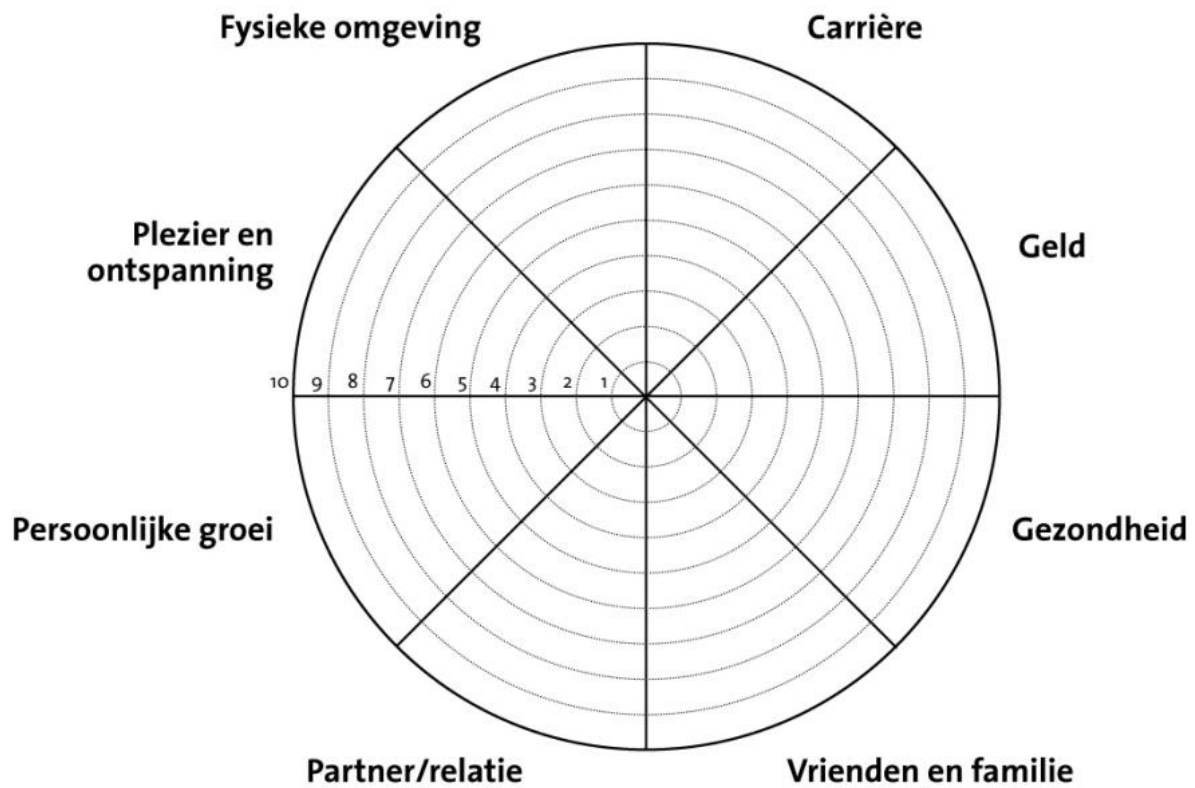 Fysieke omgeving
Carrière
Plezier en
ontspanning
Geld
10 9 8 7 6 5 4 3 2 1
Persoonlijke groei
Gezondheid
Partner/relatie
Vrienden en familie